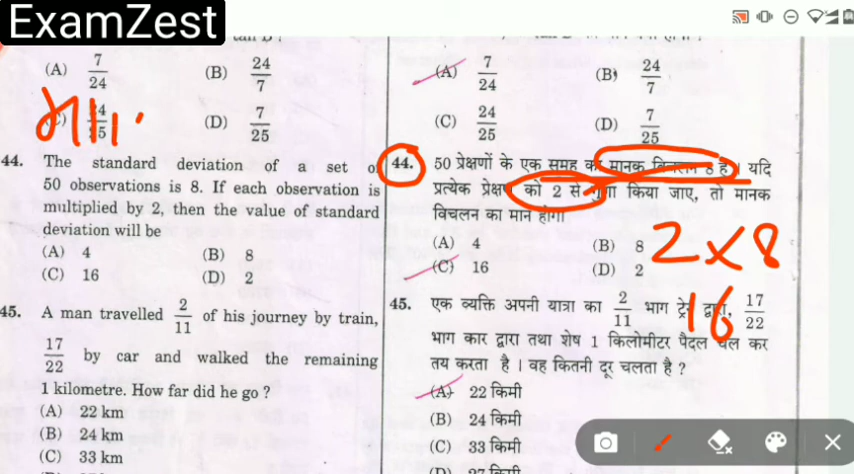 ExamZest
(A) 7/24 (B) 24/7
(D) 7/25
44. The standard deviation of a set of
50 observations is 8. If each observation is
multiplied by 2, then the value of standard
deviation will be
(A) 4 (B) 8
(C) 16 (D) 2
45. A man travelled 2/11 of his journey by train,
17/22 by car and walked the remaining
1 kilometre. How far did he go ?
(A) 22 km
(B) 24 km
(C) 33 km
(A) 7/24 (B) 24/7
(C) 24/25 (D) 7/25
44. 50 प्रेक्षणों के एक समूह का मानक विचलन 8 है । यदि
प्रत्येक प्रेक्षण को 2 से गुणा किया जाए, तो मानक
विचलन का मान होगा
(A) 4 (B) 8
(C) 16 (D) 2
2 × 8
16
45. एक व्यक्ति अपनी यात्रा का 2/11 भाग ट्रेन द्वारा, 17/22
भाग कार द्वारा तथा शेष 1 किलोमीटर पैदल चल कर
तय करता है । वह कितनी दूर चलता है ?
(A) 22 किमी
(B) 24 किमी
(C) 33 किमी